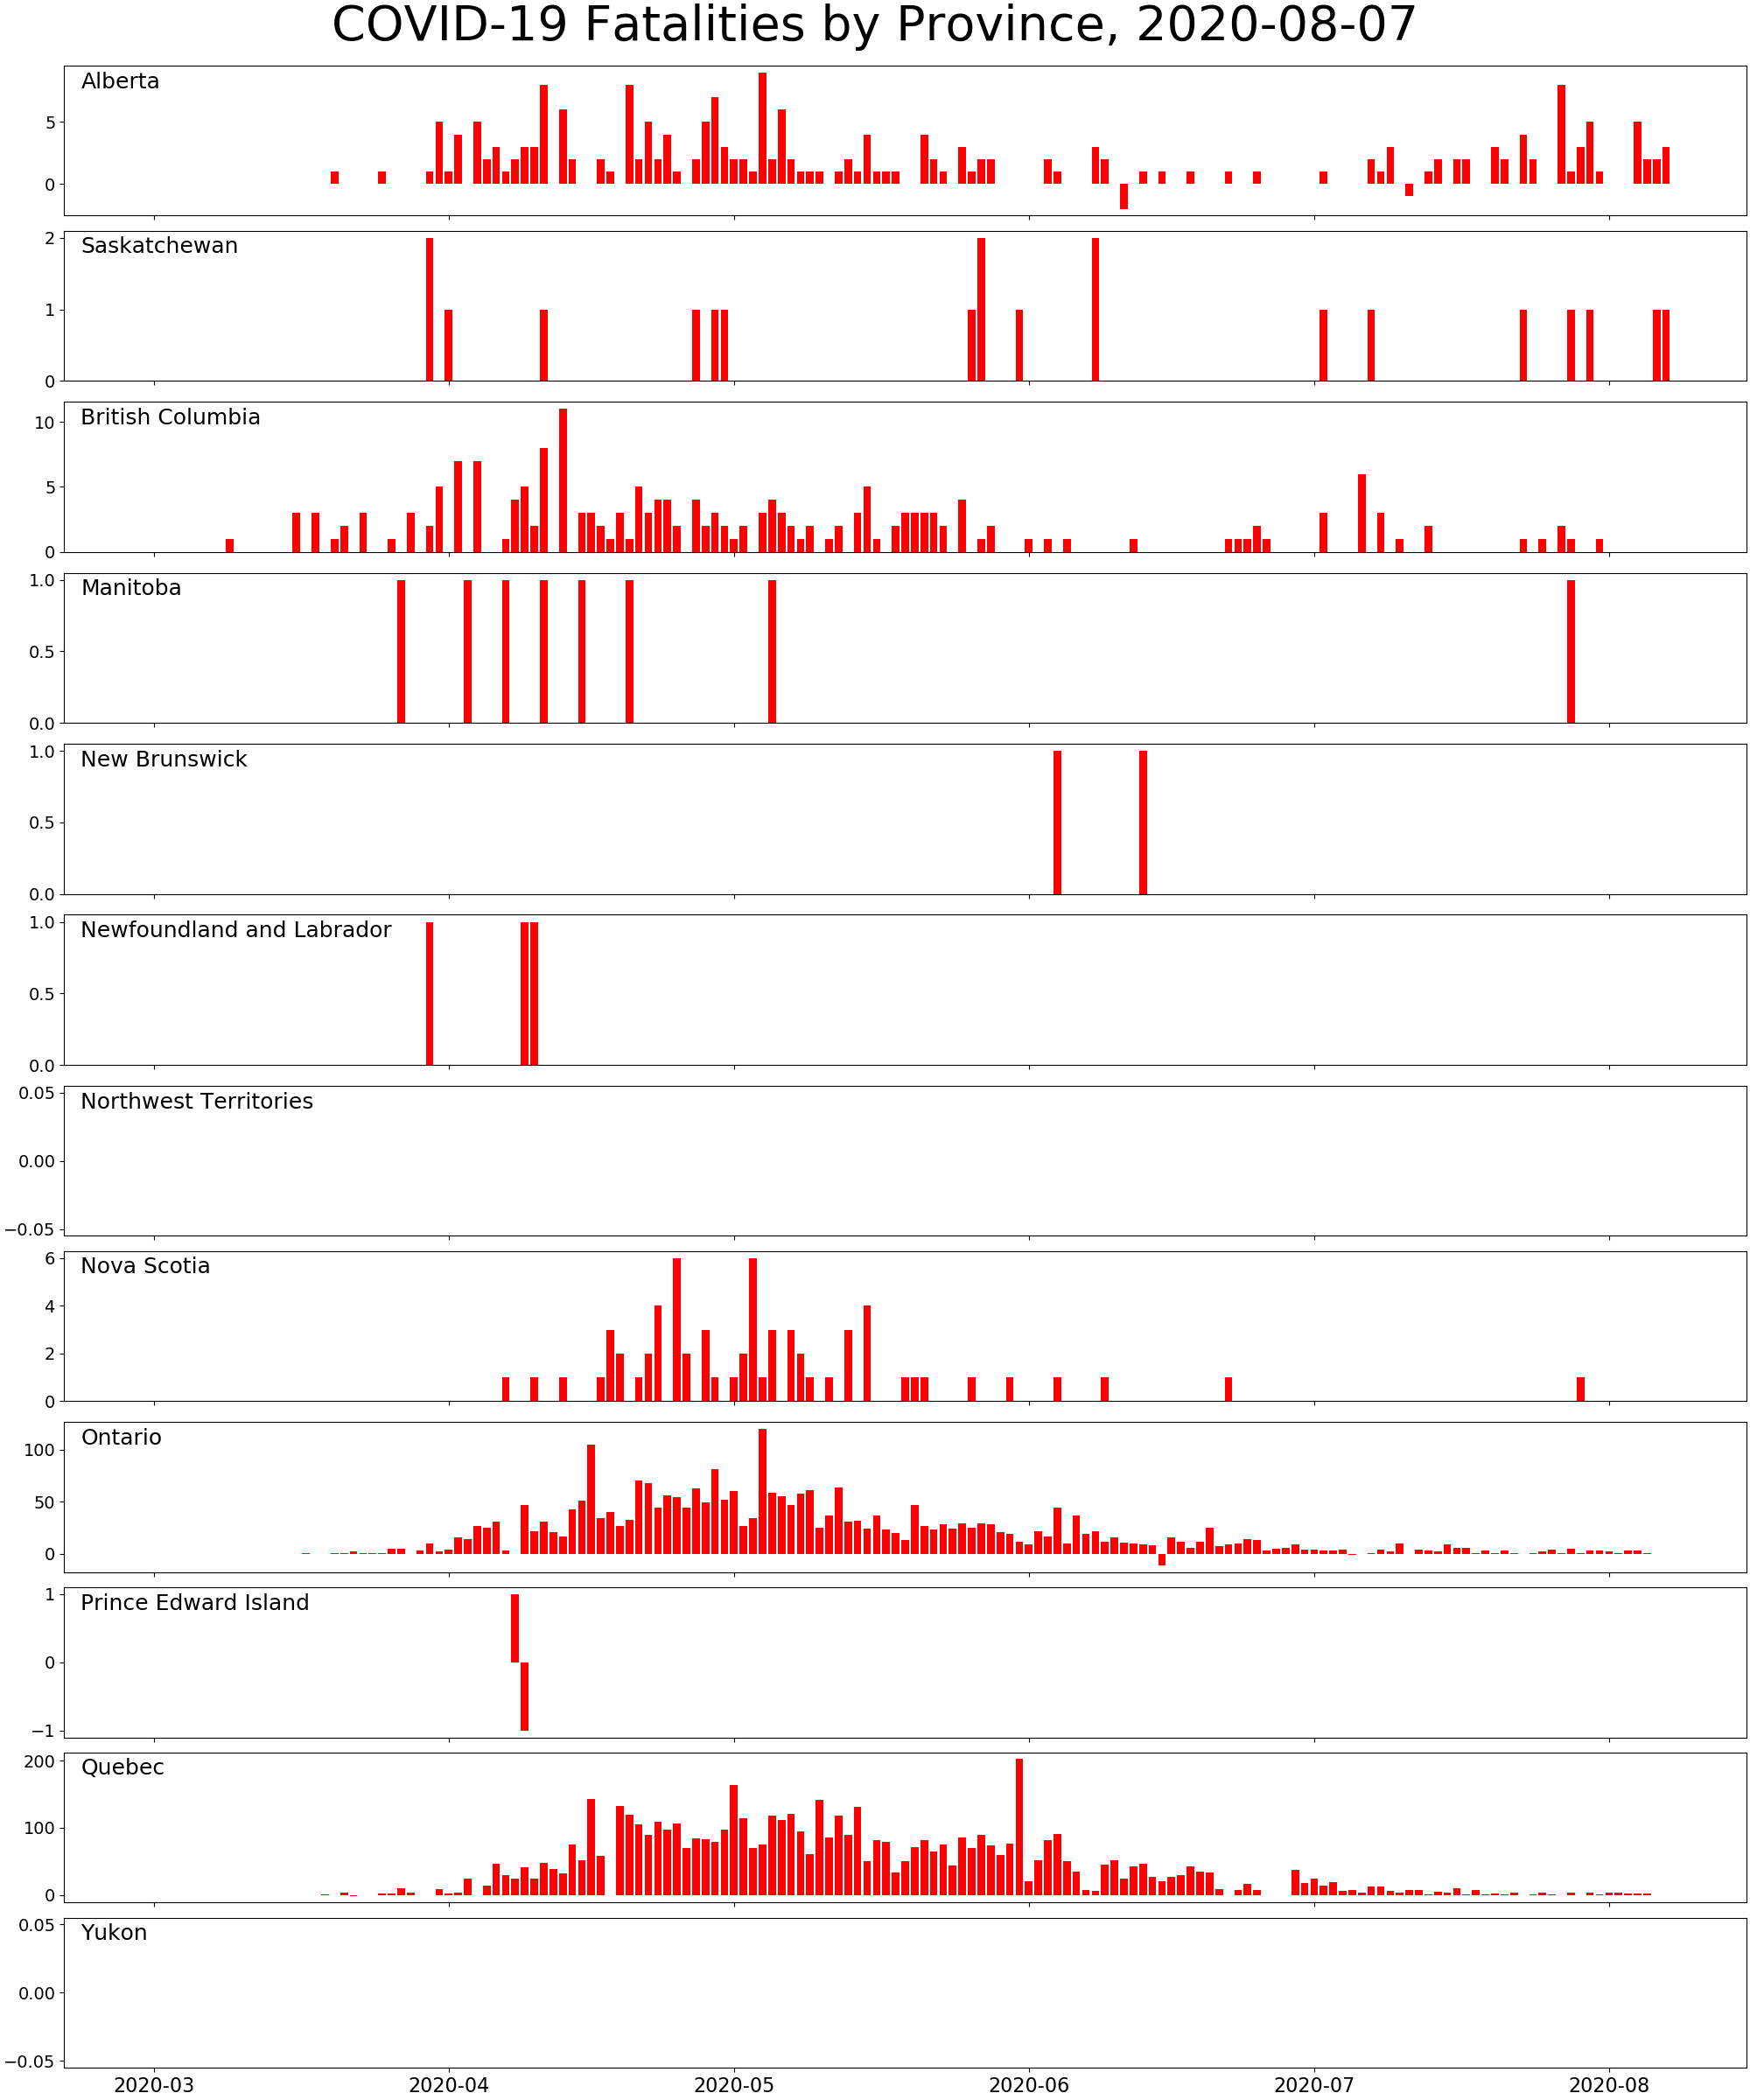 COVID-19 Fatalities by Province, 2020-08-07
Alberta
5
0
Saskatchewan
2
1
0
British Columbia
10
5
0
Manitoba
1.0
0.5
0.0
New Brunswick
1.0
0.5
0.0
Newfoundland and Labrador
1.0
0.5
0.0
Northwest Territories
0.05
0.00
−0.05
Nova Scotia
6
4
2
0
Ontario
100
50
0
Prince Edward Island
1
0
−1
Quebec
200
100
0
Yukon
0.05
0.00
−0.05
2020-03 2020-04 2020-05 2020-06 2020-07 2020-08